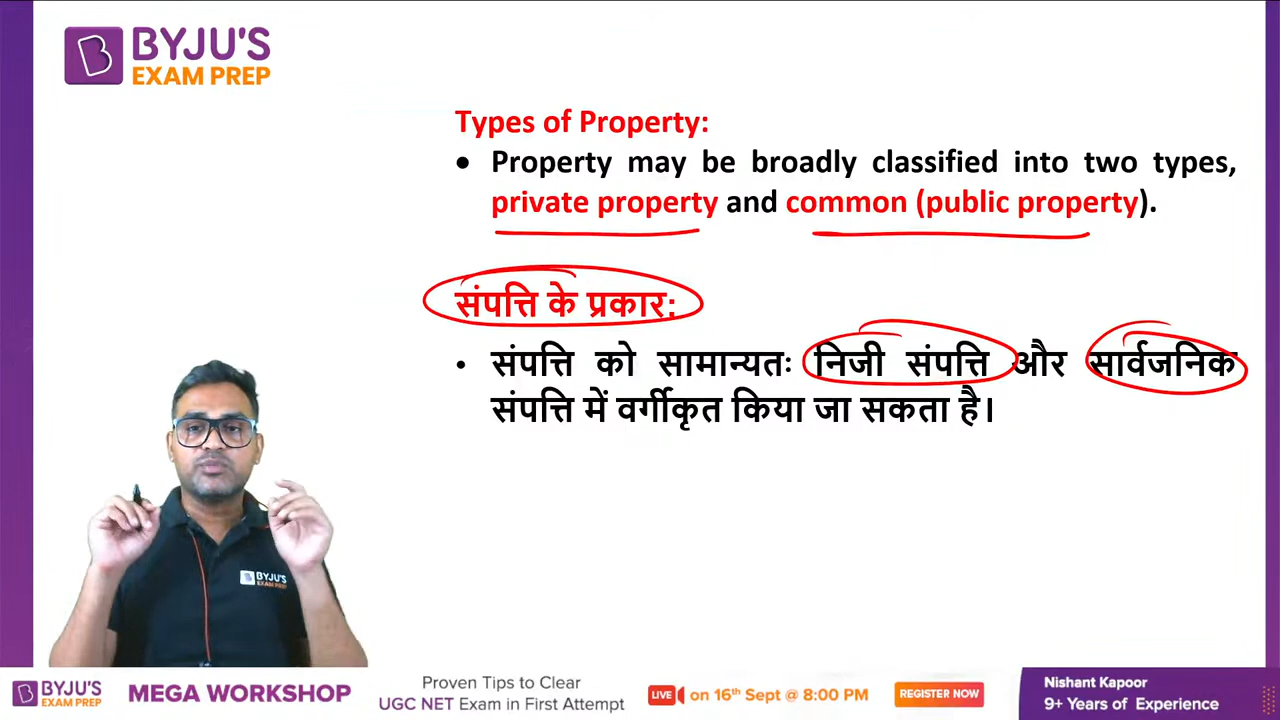 BYJU'S
EXAM PREP
Types of Property:
• Property may be broadly classified into two types,
private property and common (public property).
संपत्ति के प्रकार:
• संपत्ति को सामान्यतः निजी संपत्ति और सार्वजनिक
संपत्ति में वर्गीकृत किया जा सकता है।
BYJU'S
EXAM PREP
BYJU'S
EXAM PREP
MEGA WORKSHOP
Proven Tips to Clear
UGC NET Exam in First Attempt
LIVE on 16th Sept @ 8:00 PM
REGISTER NOW
Nishant Kapoor
9+ Years of Experience